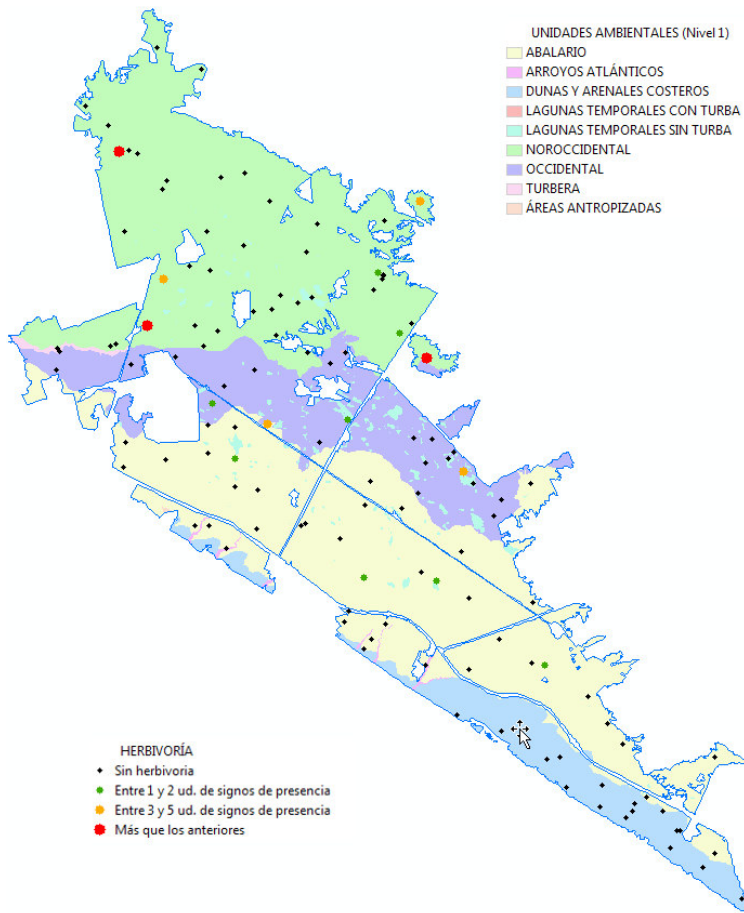 UNIDADES AMBIENTALES (Nivel 1)
ABALARIO
ARROYOS ATLÁNTICOS
DUNAS Y ARENALES COSTEROS
LAGUNAS TEMPORALES CON TURBA
LAGUNAS TEMPORALES SIN TURBA
NOROCCIDENTAL
OCCIDENTAL
TURBERA
ÁREAS ANTROPIZADAS
HERBIVORÍA
Sin herbivoria
Entre 1 y 2 ud. de signos de presencia
Entre 3 y 5 ud. de signos de presencia
Más que los anteriores